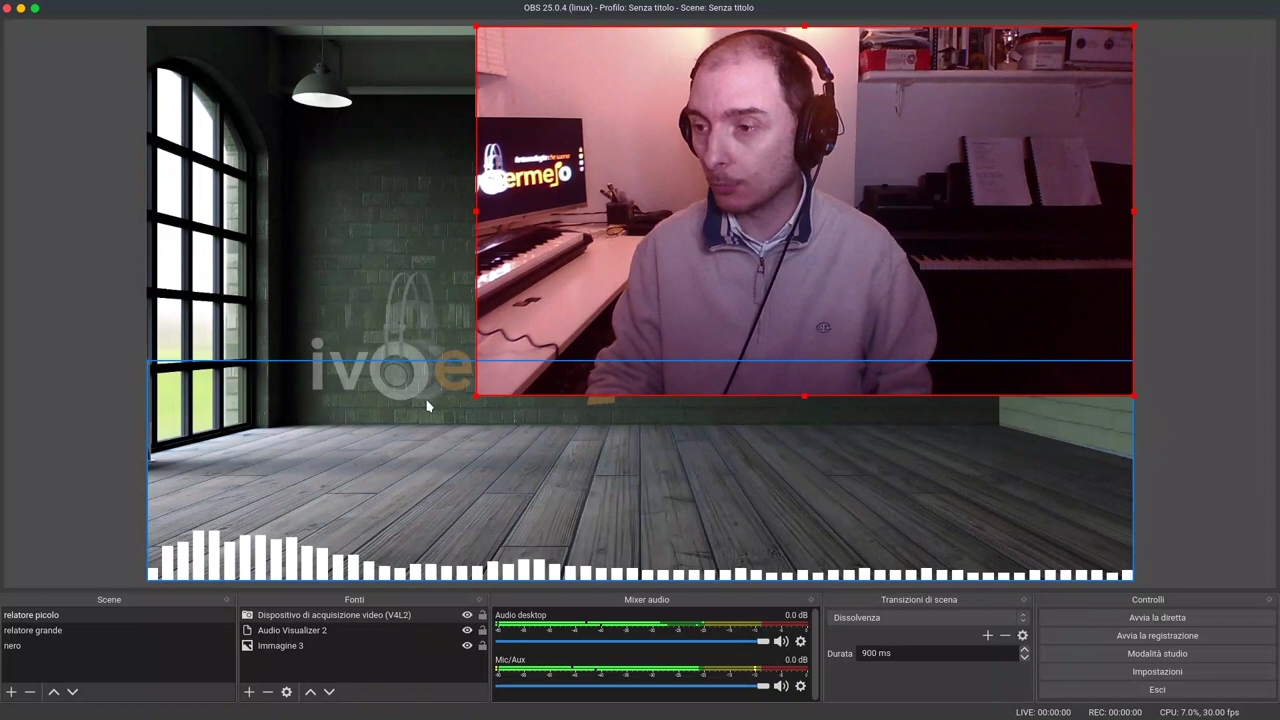 OBS 25.0.4 (linux) - Profilo: Senza titolo - Scene: Senza titolo
ermeso
ivo e
Scene
Fonti
Mixer audio
Transizioni di scena
Controlli
relatore picolo
relatore grande
nero
Dispositivo di acquisizione video (V4L2)
Audio Visualizer 2
Immagine 3
Audio desktop
0.0 dB
Mic/Aux
0.0 dB
Dissolvenza
Durata
900 ms
Avvia la diretta
Avvia la registrazione
Modalità studio
Impostazioni
Esci
LIVE: 00:00:00
REC: 00:00:00
CPU: 7.0%, 30.00 fps